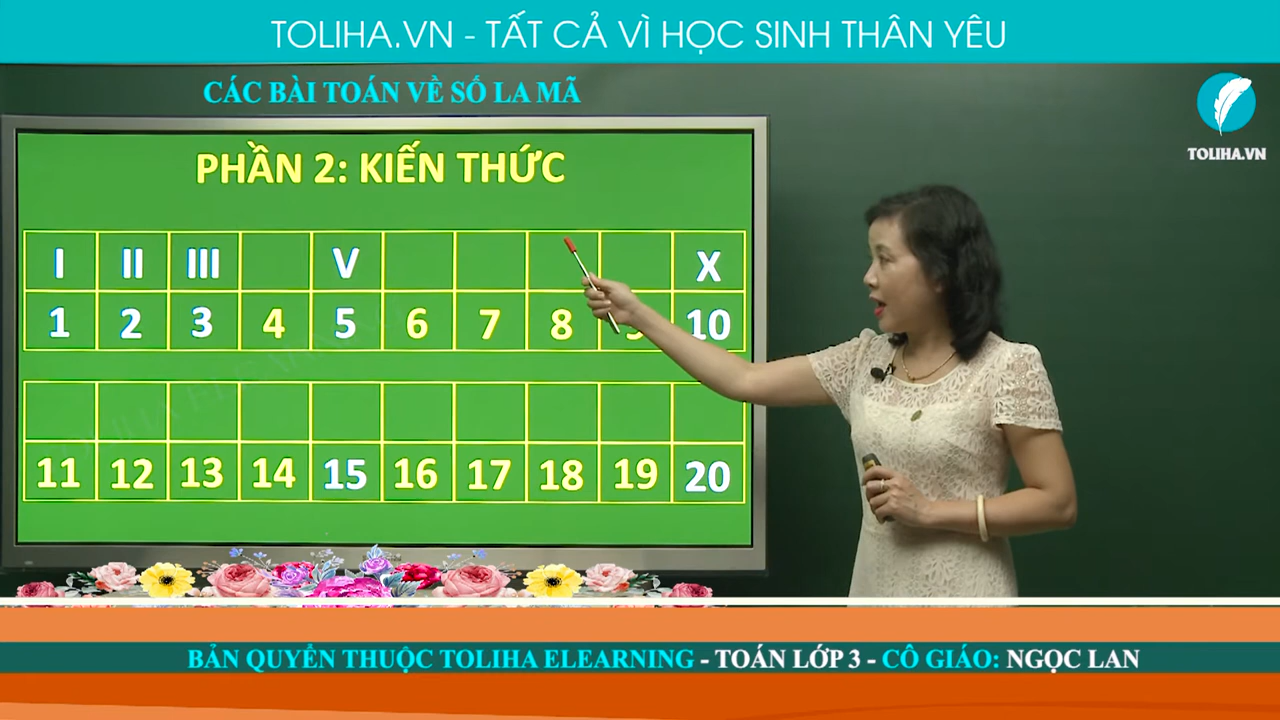 TOLIHA.VN - TẤT CẢ VÌ HỌC SINH THÂN YÊU
CÁC BÀI TOÁN VỀ SỐ LA MÃ
TOLIHA.VN
PHẦN 2: KIẾN THỨC
I II III V X
1 2 3 4 5 6 7 8 9 10
11 12 13 14 15 16 17 18 19 20
BẢN QUYỀN THUỘC TOLIHA ELEARNING - TOÁN LỚP 3 - CÔ GIÁO: NGỌC LAN